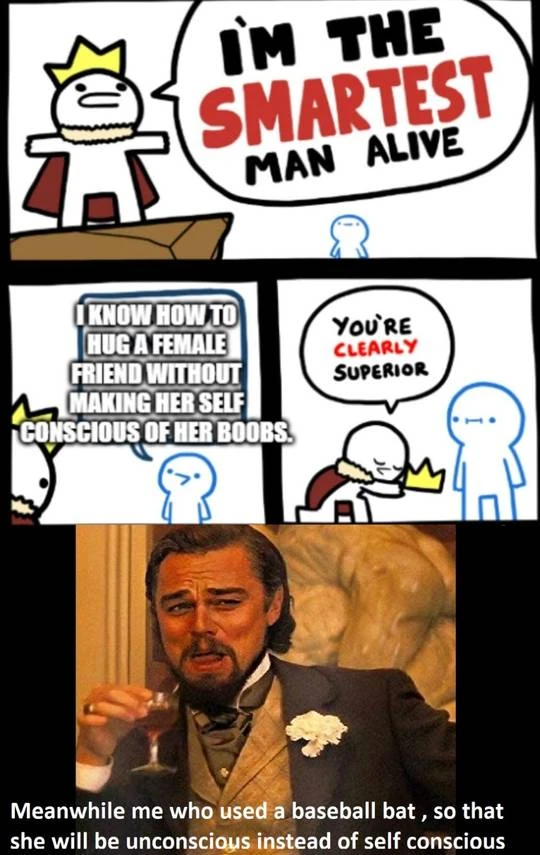 I'M THE
SMARTEST
MAN ALIVE
I KNOW HOW TO
HUG A FEMALE
FRIEND WITHOUT
MAKING HER SELF
CONSCIOUS OF HER BOOBS.
YOU'RE
CLEARLY
SUPERIOR
Meanwhile me who used a baseball bat , so that
she will be unconscious instead of self conscious